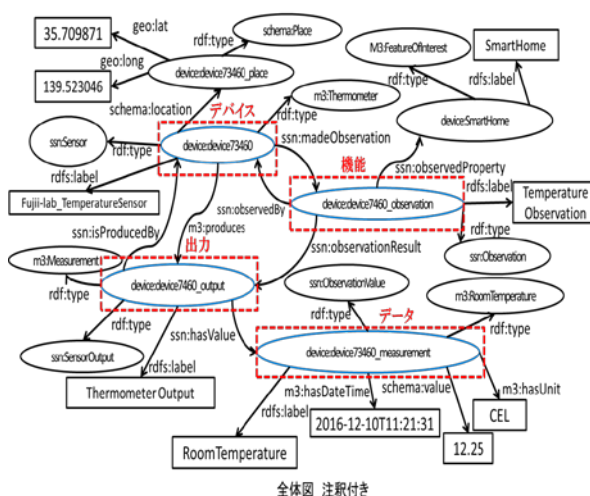 35.709871
geo:lat
rdf:type
schema:Place
geo:long
139.523046
device:device73460_place
schema:location
デバイス
rdf:type
m3:Thermometer
M3:FeatureOfInterest
SmartHome
rdf:type
rdfs:label
device:SmartHome
ssn:Sensor
rdf:type
device:device73460
ssn:madeObservation
機能
ssn:observedProperty
rdfs:label
Fujii-lab_TemperatureSensor
rdfs:label
ssn:observedBy
device:device7460_observation
Temperature
Observation
ssn:isProducedBy
m3:produces
出力
ssn:observationResult
rdf:type
ssn:Observation
m3:Measurement
rdf:type
device:device7460_output
ssn:ObservationValue
m3:RoomTemperature
rdf:type
rdf:type
ssn:hasValue
データ
rdf:type
ssn:SensorOutput
rdfs:label
device:device73460_measurement
Thermometer Output
m3:hasDateTime
schema:value
m3:hasUnit
rdfs:label
2016-12-10T11:21:31
CEL
RoomTemperature
12.25
全体図 注釈付き